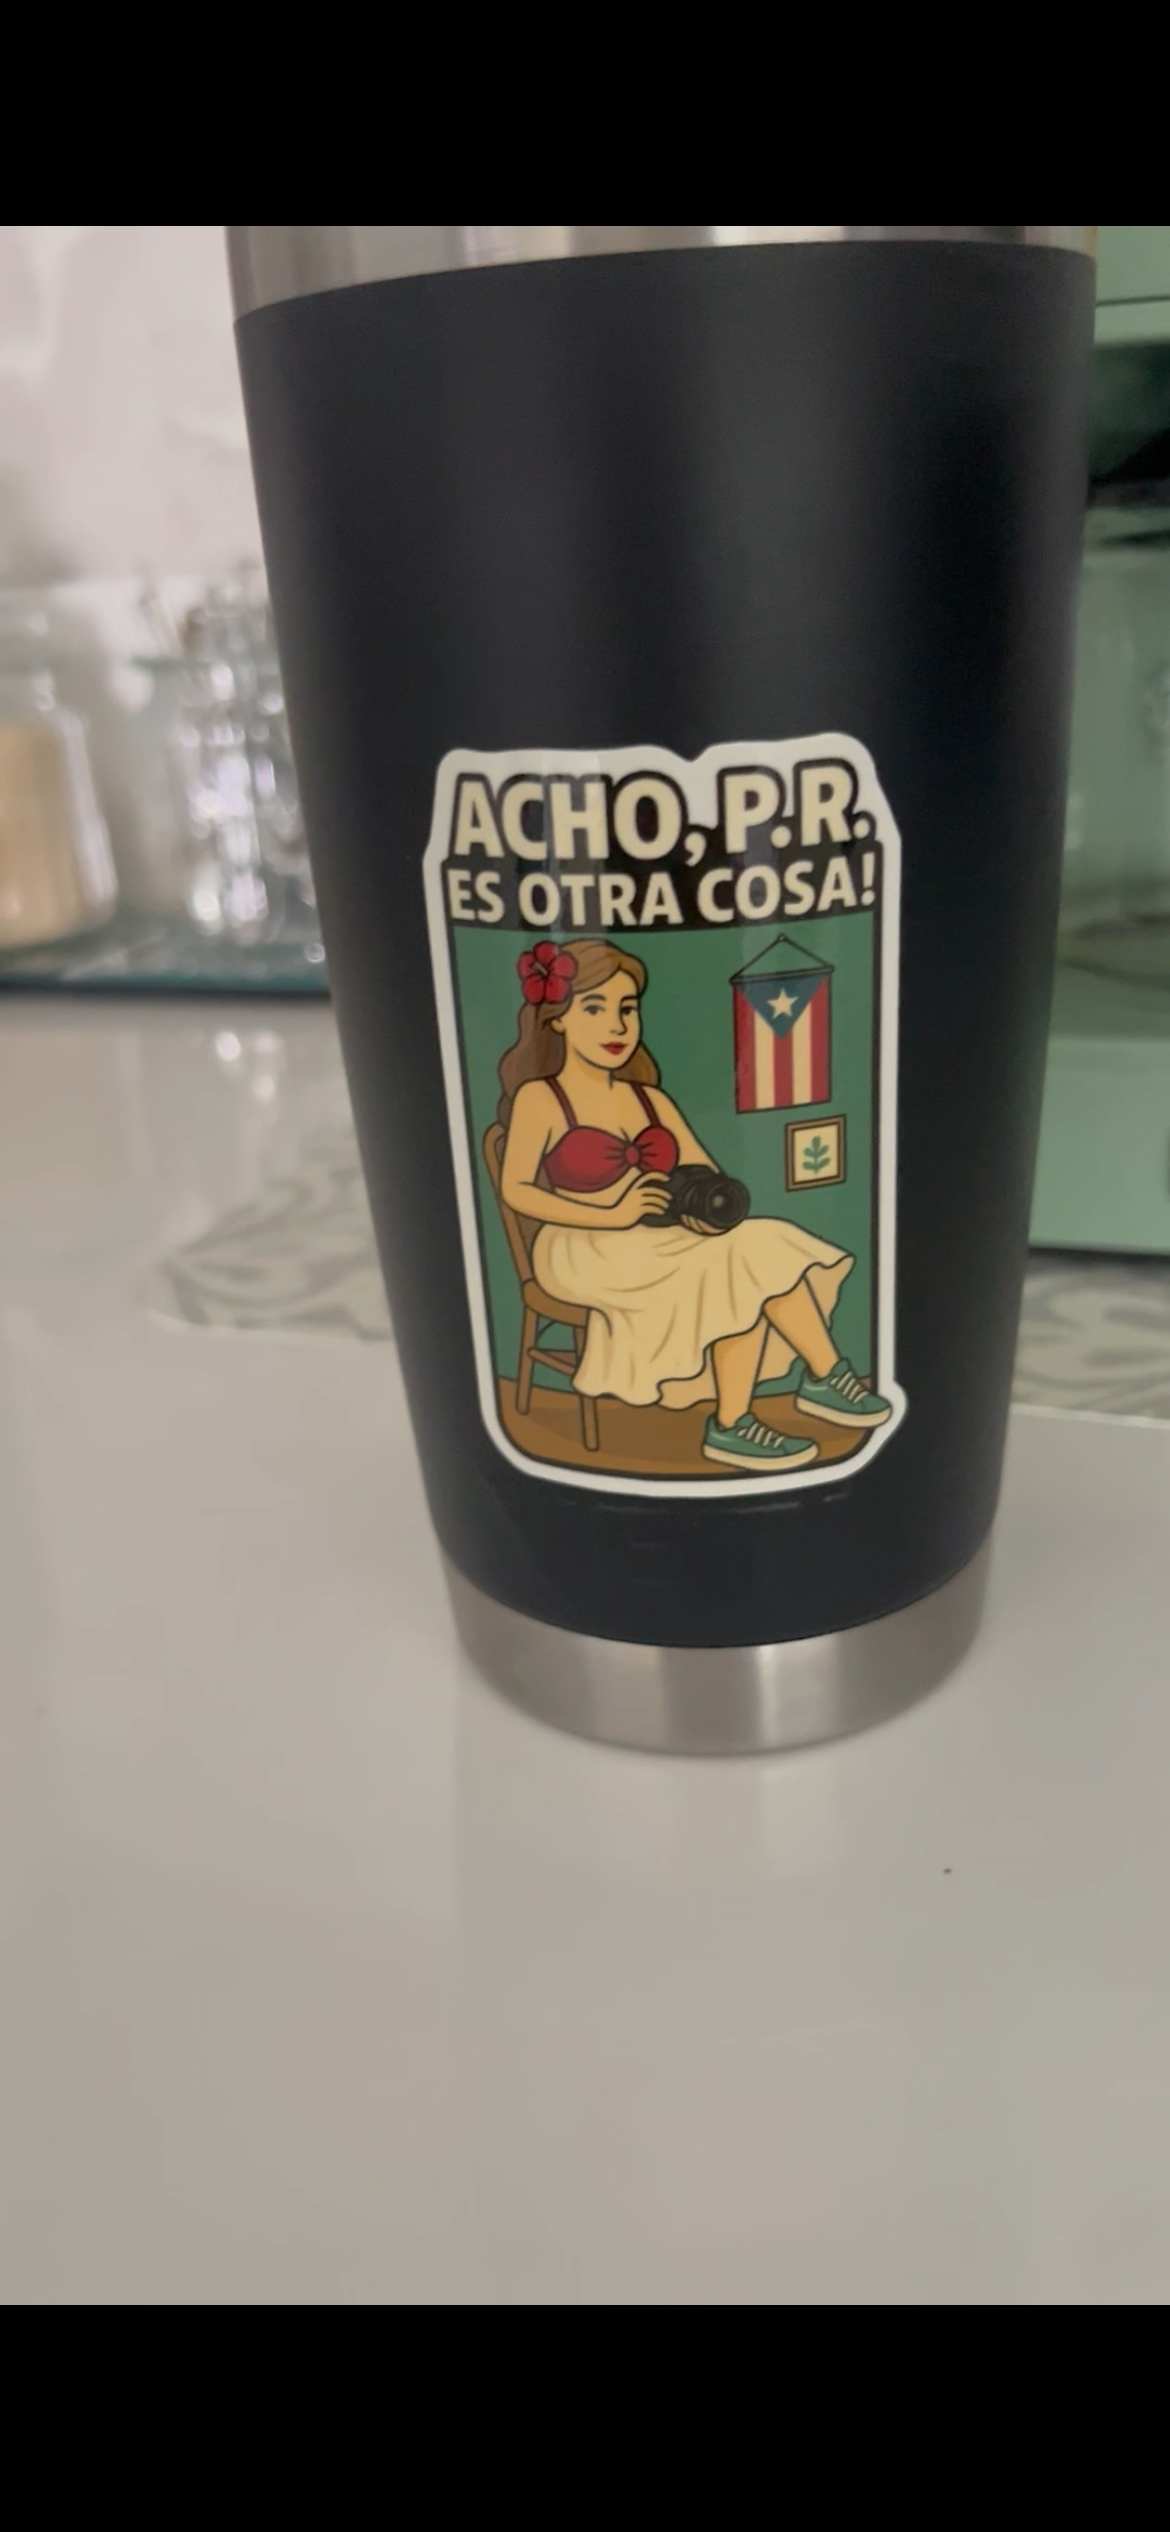 ACHO, P.R.
ES OTRA COSA!